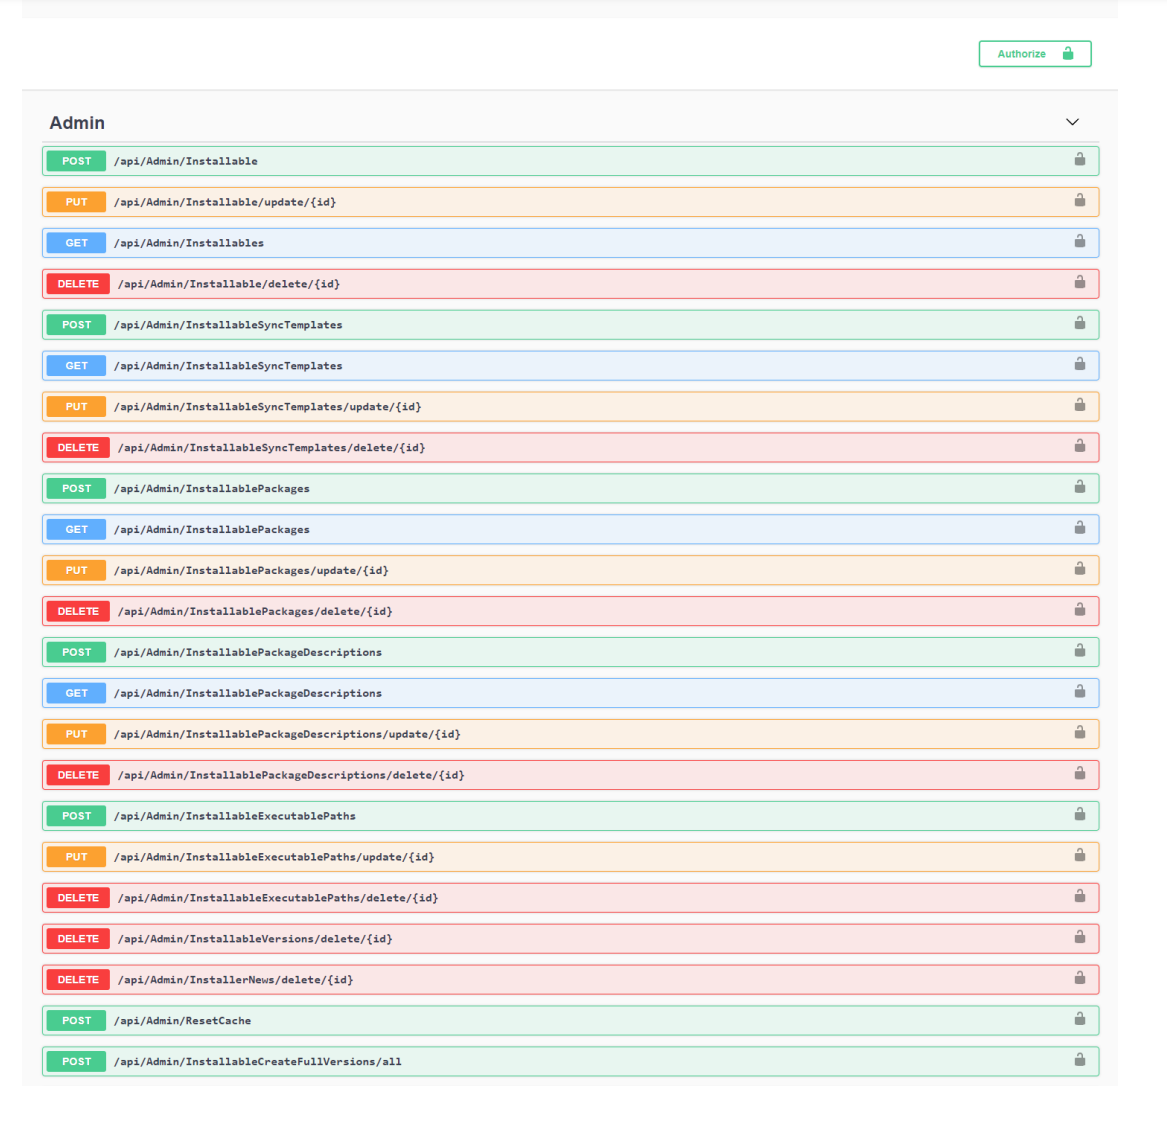 Authorize
Admin
POST /api/Admin/Installable
PUT /api/Admin/Installable/update/{id}
GET /api/Admin/Installables
DELETE /api/Admin/Installable/delete/{id}
POST /api/Admin/InstallableSyncTemplates
GET /api/Admin/InstallableSyncTemplates
PUT /api/Admin/InstallableSyncTemplates/update/{id}
DELETE /api/Admin/InstallableSyncTemplates/delete/{id}
POST /api/Admin/InstallablePackages
GET /api/Admin/InstallablePackages
PUT /api/Admin/InstallablePackages/update/{id}
DELETE /api/Admin/InstallablePackages/delete/{id}
POST /api/Admin/InstallablePackageDescriptions
GET /api/Admin/InstallablePackageDescriptions
PUT /api/Admin/InstallablePackageDescriptions/update/{id}
DELETE /api/Admin/InstallablePackageDescriptions/delete/{id}
POST /api/Admin/InstallableExecutablePaths
PUT /api/Admin/InstallableExecutablePaths/update/{id}
DELETE /api/Admin/InstallableExecutablePaths/delete/{id}
DELETE /api/Admin/InstallableVersions/delete/{id}
DELETE /api/Admin/InstallerNews/delete/{id}
POST /api/Admin/ResetCache
POST /api/Admin/InstallableCreateFullVersions/all